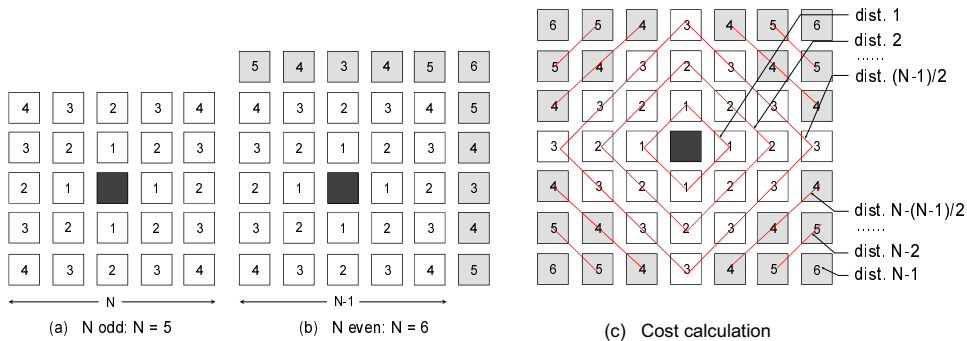 4 3 2 3 4
3 2 1 2 3
2 1 1 2
3 2 1 2 3
4 3 2 3 4
N
(a) N odd: N = 5
5 4 3 4 5 6
4 3 2 3 4 5
3 2 1 2 3 4
2 1 1 2 3
3 2 1 2 3 4
4 3 2 3 4 5
N-1
(b) N even: N = 6
6 5 4 3 4 5 6
5 4 3 2 3 4 5
4 3 2 1 2 3 4
3 2 1 1 2 3
4 3 2 1 2 3 4
5 4 3 2 3 4 5
6 5 4 3 4 5 6
dist. 1
dist. 2
......
dist. (N-1)/2
dist. N-(N-1)/2
......
dist. N-2
dist. N-1
(c) Cost calculation